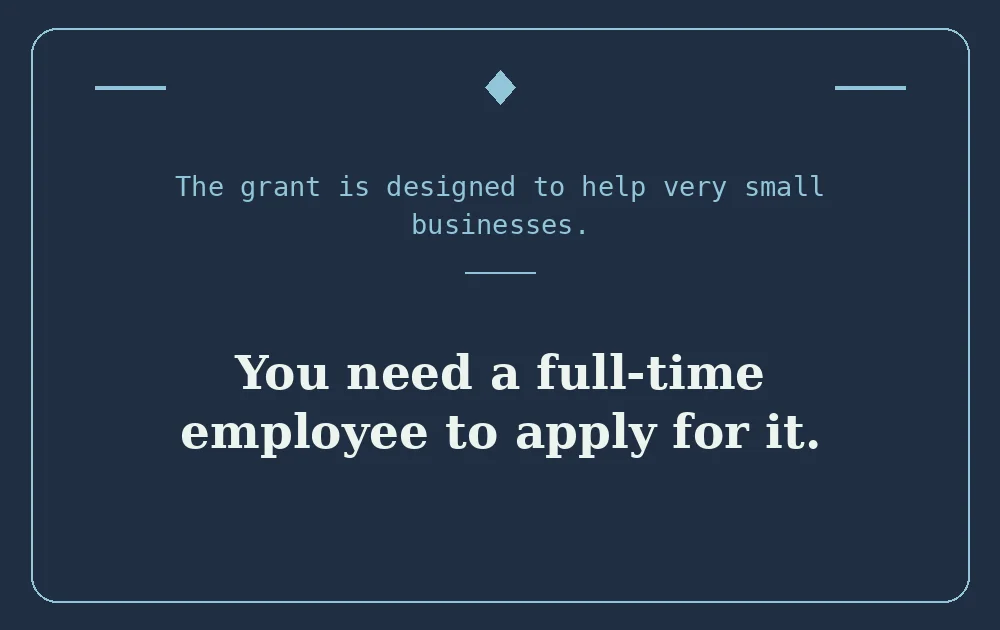 The grant is designed to help very small
businesses.
You need a full-time
employee to apply for it.